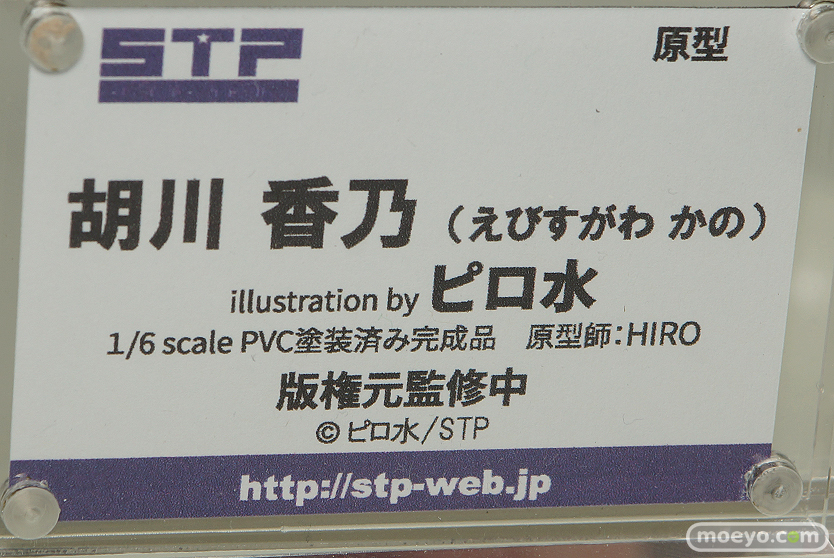 STP
原型
胡川 香乃（えびすがわ かの）
illustration by ピロ水
1/6 scale PVC塗装済み完成品　原型師：HIRO
版権元監修中
© ピロ水/STP
http://stp-web.jp
moeyo.com